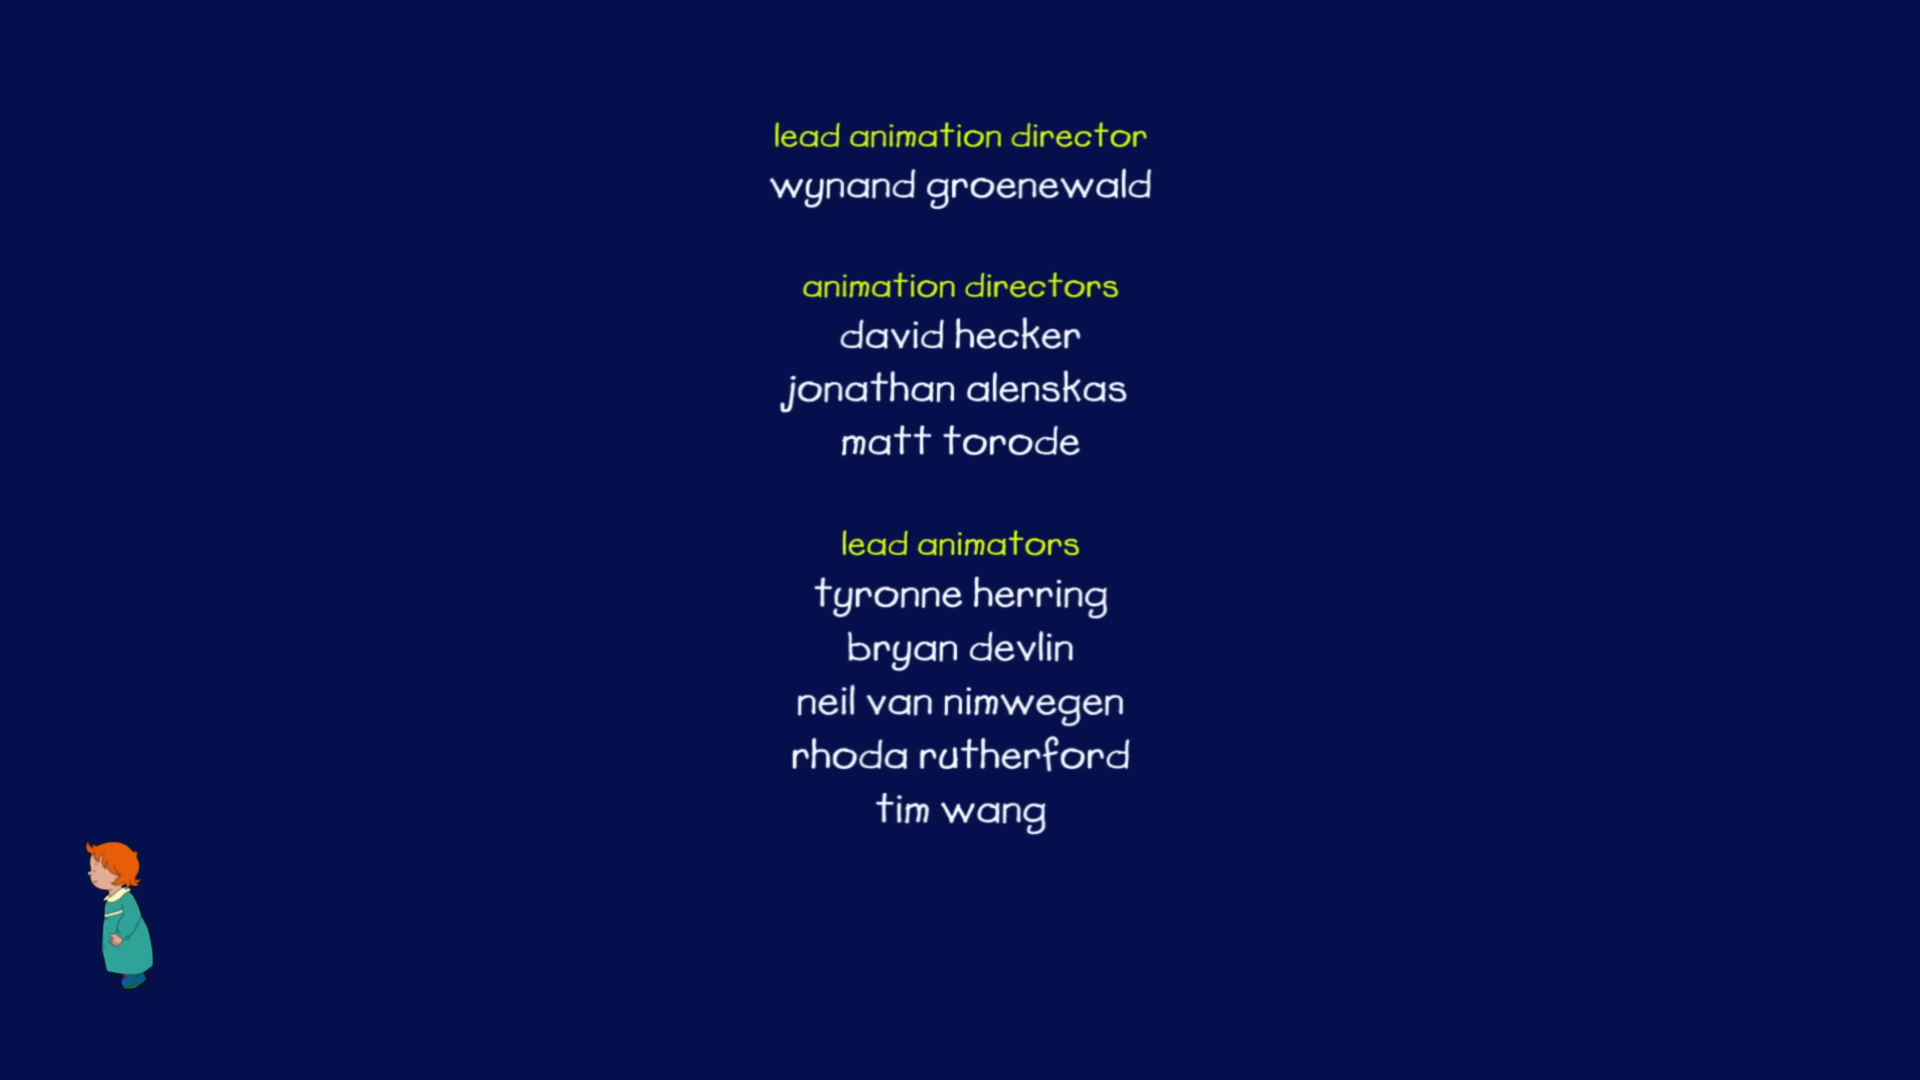 lead animation director
wynand groenewald
animation directors
david hecker
jonathan alenskas
matt torode
lead animators
tyronne herring
bryan devlin
neil van nimwegen
rhoda rutherford
tim wang